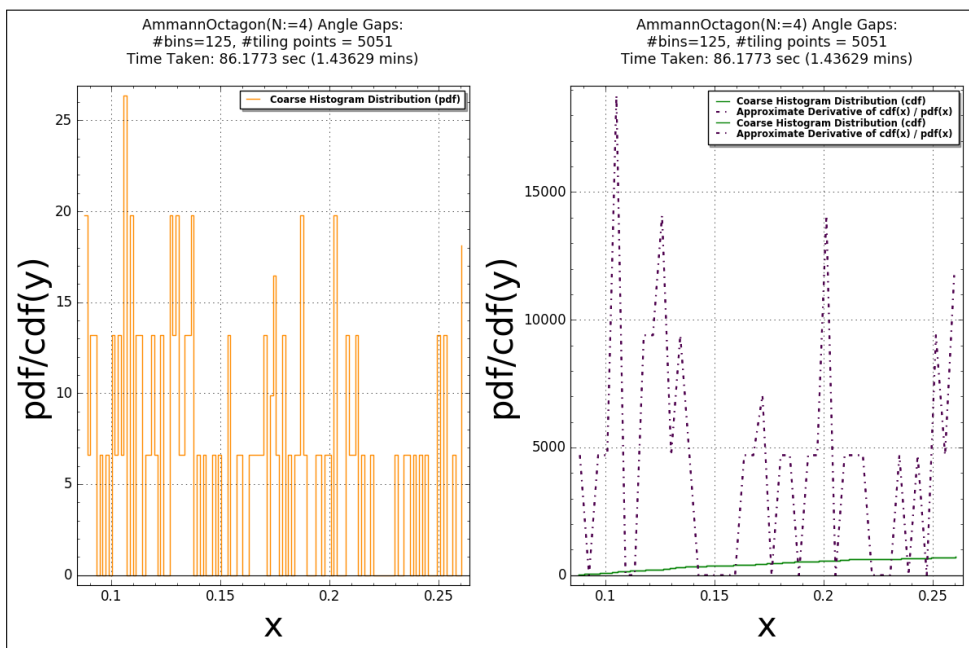 AmmannOctagon(N:=4) Angle Gaps:
#bins=125, #tiling points = 5051
Time Taken: 86.1773 sec (1.43629 mins)
Coarse Histogram Distribution (pdf)
25
20
15
10
5
0
0.1
0.15
0.2
0.25
pdf/cdf(y)
x
AmmannOctagon(N:=4) Angle Gaps:
#bins=125, #tiling points = 5051
Time Taken: 86.1773 sec (1.43629 mins)
Coarse Histogram Distribution (cdf)
Approximate Derivative of cdf(x) / pdf(x)
Coarse Histogram Distribution (cdf)
Approximate Derivative of cdf(x) / pdf(x)
15000
10000
5000
0
0.1
0.15
0.2
0.25
pdf/cdf(y)
x